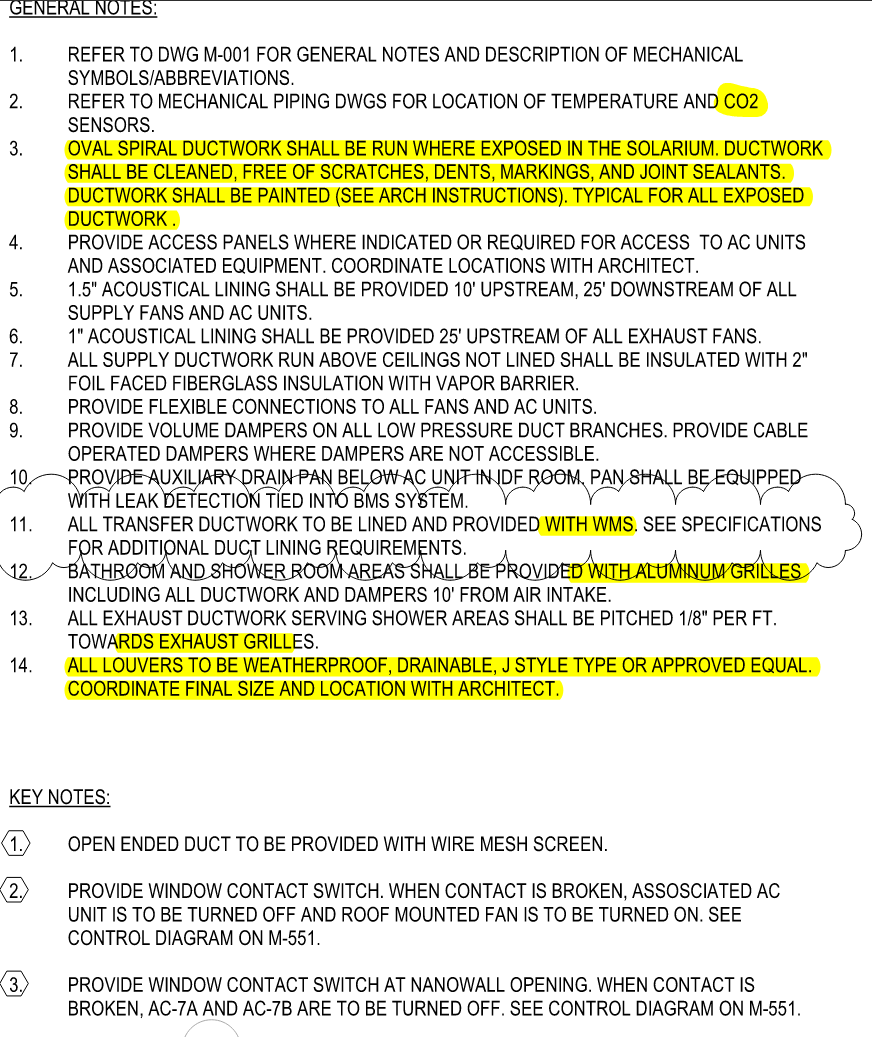 GENERAL NOTES:
1. REFER TO DWG M-001 FOR GENERAL NOTES AND DESCRIPTION OF MECHANICAL
SYMBOLS/ABBREVIATIONS.
2. REFER TO MECHANICAL PIPING DWGS FOR LOCATION OF TEMPERATURE AND CO2
SENSORS.
3. OVAL SPIRAL DUCTWORK SHALL BE RUN WHERE EXPOSED IN THE SOLARIUM. DUCTWORK
SHALL BE CLEANED, FREE OF SCRATCHES, DENTS, MARKINGS, AND JOINT SEALANTS.
DUCTWORK SHALL BE PAINTED (SEE ARCH INSTRUCTIONS). TYPICAL FOR ALL EXPOSED
DUCTWORK .
4. PROVIDE ACCESS PANELS WHERE INDICATED OR REQUIRED FOR ACCESS TO AC UNITS
AND ASSOCIATED EQUIPMENT. COORDINATE LOCATIONS WITH ARCHITECT.
5. 1.5" ACOUSTICAL LINING SHALL BE PROVIDED 10' UPSTREAM, 25' DOWNSTREAM OF ALL
SUPPLY FANS AND AC UNITS.
6. 1" ACOUSTICAL LINING SHALL BE PROVIDED 25' UPSTREAM OF ALL EXHAUST FANS.
7. ALL SUPPLY DUCTWORK RUN ABOVE CEILINGS NOT LINED SHALL BE INSULATED WITH 2"
FOIL FACED FIBERGLASS INSULATION WITH VAPOR BARRIER.
8. PROVIDE FLEXIBLE CONNECTIONS TO ALL FANS AND AC UNITS.
9. PROVIDE VOLUME DAMPERS ON ALL LOW PRESSURE DUCT BRANCHES. PROVIDE CABLE
OPERATED DAMPERS WHERE DAMPERS ARE NOT ACCESSIBLE.
10. PROVIDE AUXILIARY DRAIN PAN BELOW AC UNIT IN IDF ROOM. PAN SHALL BE EQUIPPED
WITH LEAK DETECTION TIED INTO BMS SYSTEM.
11. ALL TRANSFER DUCTWORK TO BE LINED AND PROVIDED WITH WMS. SEE SPECIFICATIONS
FOR ADDITIONAL DUCT LINING REQUIREMENTS.
12. BATHROOM AND SHOWER ROOM AREAS SHALL BE PROVIDED WITH ALUMINUM GRILLES
INCLUDING ALL DUCTWORK AND DAMPERS 10' FROM AIR INTAKE.
13. ALL EXHAUST DUCTWORK SERVING SHOWER AREAS SHALL BE PITCHED 1/8" PER FT.
TOWARDS EXHAUST GRILLES.
14. ALL LOUVERS TO BE WEATHERPROOF, DRAINABLE, J STYLE TYPE OR APPROVED EQUAL.
COORDINATE FINAL SIZE AND LOCATION WITH ARCHITECT.
KEY NOTES:
1. OPEN ENDED DUCT TO BE PROVIDED WITH WIRE MESH SCREEN.
2. PROVIDE WINDOW CONTACT SWITCH. WHEN CONTACT IS BROKEN, ASSOSCIATED AC
UNIT IS TO BE TURNED OFF AND ROOF MOUNTED FAN IS TO BE TURNED ON. SEE
CONTROL DIAGRAM ON M-551.
3. PROVIDE WINDOW CONTACT SWITCH AT NANOWALL OPENING. WHEN CONTACT IS
BROKEN, AC-7A AND AC-7B ARE TO BE TURNED OFF. SEE CONTROL DIAGRAM ON M-551.